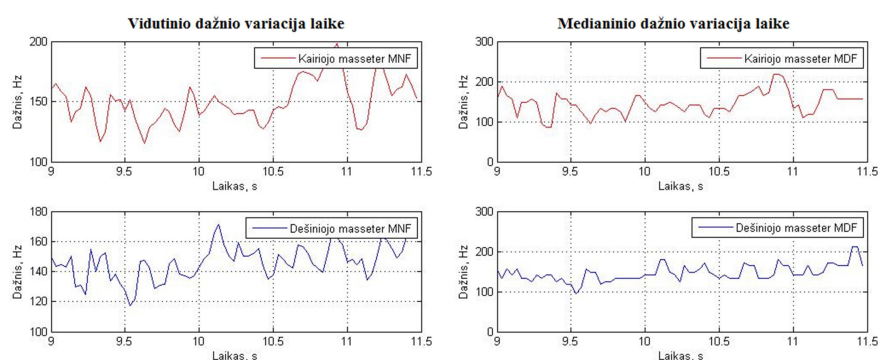 Vidutinio dažnio variacija laike
Medianinio dažnio variacija laike
200
150
100
Dažnis, Hz
Kairiojo masseter MNF
9 9.5 10 10.5 11 11.5
Laikas, s
300
200
100
0
Dažnis, Hz
Kairiojo masseter MDF
9 9.5 10 10.5 11 11.5
Laikas, s
180
160
140
120
100
Dažnis, Hz
Dešiniojo masseter MNF
9 9.5 10 10.5 11 11.5
Laikas, s
300
200
100
0
Dažnis, Hz
Dešiniojo masseter MDF
9 9.5 10 10.5 11 11.5
Laikas, s